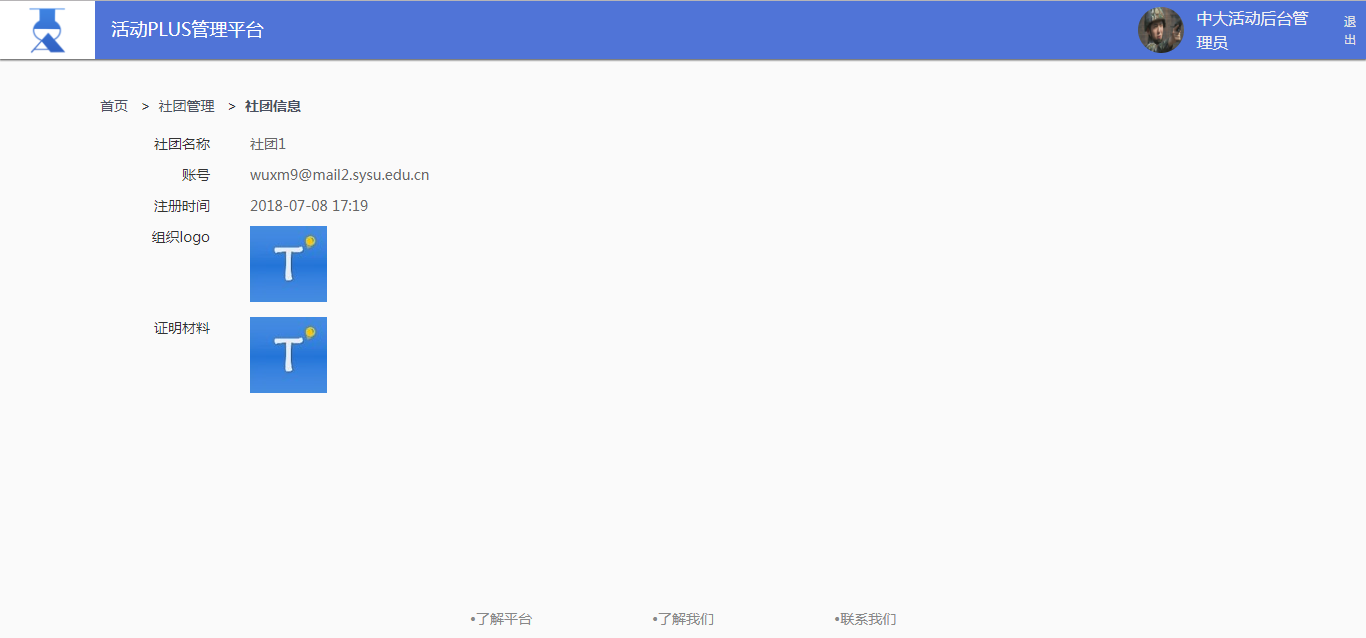 活动PLUS管理平台
中大活动后台管
理员
退
出
首页 > 社团管理 > 社团信息
社团名称 社团1
账号 wuxm9@mail2.sysu.edu.cn
注册时间 2018-07-08 17:19
组织logo
T
证明材料
T
•了解平台 •了解我们 •联系我们